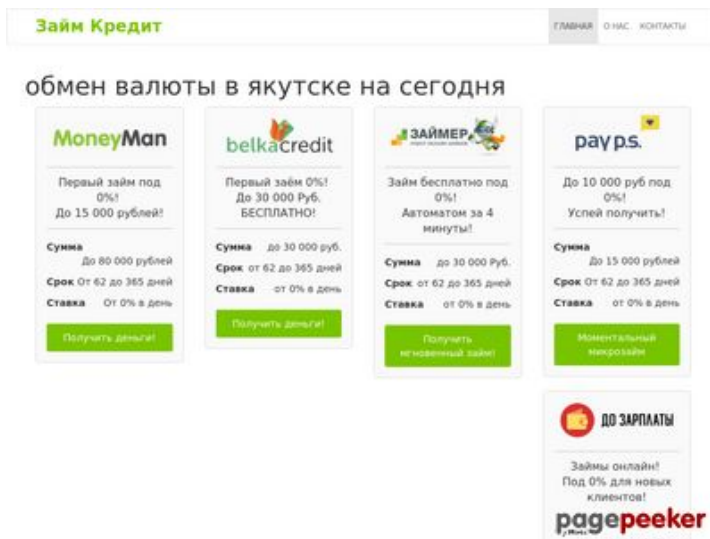 Займ Кредит
ГЛАВНАЯ О НАС. КОНТАКТЫ
обмен валюты в якутске на сегодня
MoneyMan
Первый займ под
0%!
До 15 000 рублей!
Сумма
До 80 000 рублей
Срок От 62 до 365 дней
Ставка От 0% в день
Получить деньги!
belkacredit
Первый заём 0%!
До 30 000 Руб.
БЕСПЛАТНО!
Сумма до 30 000 руб.
Срок от 62 до 365 дней
Ставка от 0% в день
Получить деньги!
ЗАЙМЕР
Займ бесплатно под
0%!
Автоматом за 4
минуты!
Сумма до 30 000 Руб.
Срок от 62 до 365 дней
Ставка от 0% в день
Получить
мгновенный займ!
pay p.s.
До 10 000 руб под
0%!
Успей получить!
Сумма
До 15 000 рублей
Срок От 62 до 365 дней
Ставка от 0% в день
Моментальный
микрозайм
ДО ЗАРПЛАТЫ
Займы онлайн!
Под 0% для новых
клиентов!
pagepeeker